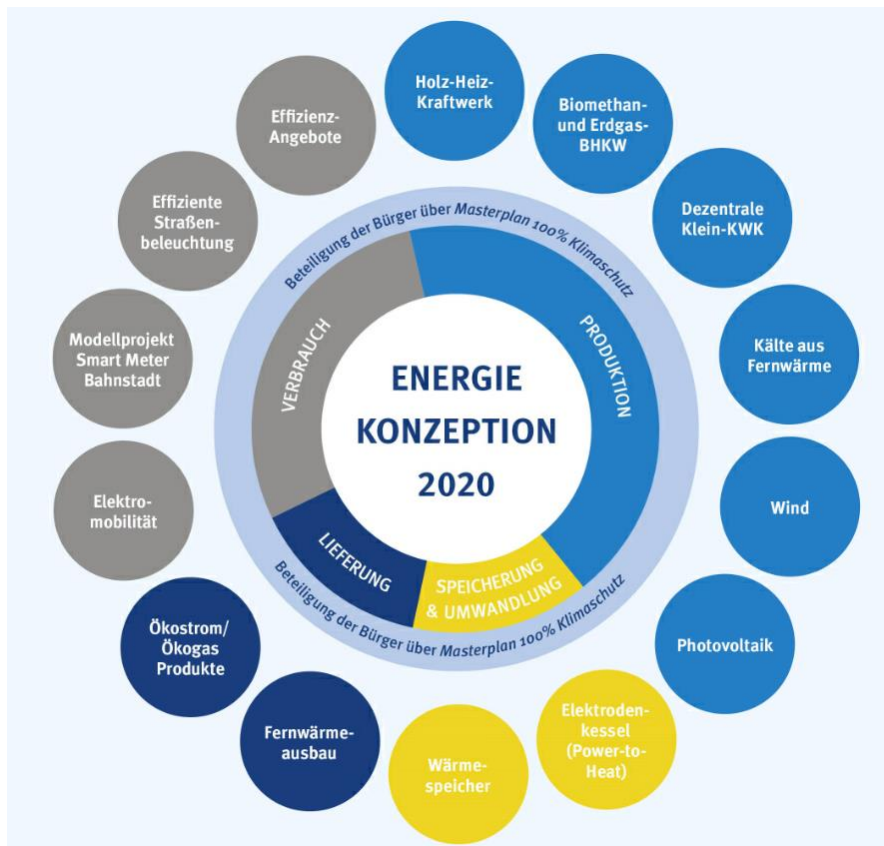 Holz-Heiz-
Kraftwerk
Biomethan-
und Erdgas-
BHKW
Dezentrale
Klein-KWK
Kälte aus
Fernwärme
Wind
Photovoltaik
Elektroden-
kessel
(Power-to-
Heat)
Wärme-
speicher
Fernwärme-
ausbau
Ökostrom/
Ökogas
Produkte
Elektro-
mobilität
Modellprojekt
Smart Meter
Bahnstadt
Effiziente
Straßen-
beleuchtung
Effizienz-
Angebote
Beteiligung der Bürger über Masterplan 100% Klimaschutz
VERBRAUCH
PRODUKTION
ENERGIE
KONZEPTION
2020
LIEFERUNG
SPEICHERUNG
& UMWANDLUNG
Beteiligung der Bürger über Masterplan 100% Klimaschutz